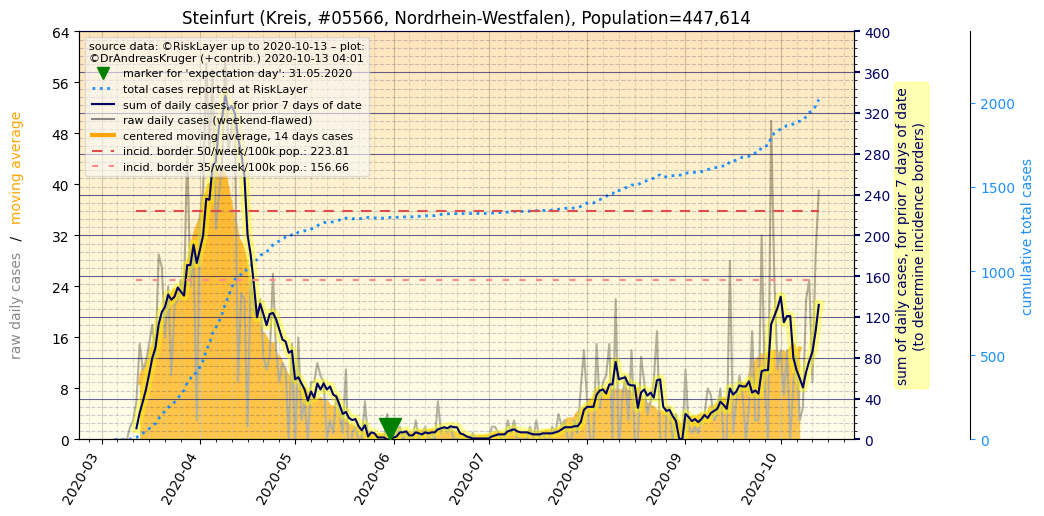 Steinfurt (Kreis, #05566, Nordrhein-Westfalen), Population=447,614
source data: ©RiskLayer up to 2020-10-13 – plot:
©DrAndreasKruger (+contrib.) 2020-10-13 04:01
marker for 'expectation day': 31.05.2020
total cases reported at RiskLayer
sum of daily cases, for prior 7 days of date
raw daily cases (weekend-flawed)
centered moving average, 14 days cases
incid. border 50/week/100k pop.: 223.81
incid. border 35/week/100k pop.: 156.66
raw daily cases / moving average
64
56
48
40
32
24
16
8
0
2020-03
2020-04
2020-05
2020-06
2020-07
2020-08
2020-09
2020-10
400
360
320
280
240
200
160
120
80
40
0
sum of daily cases, for prior 7 days of date
(to determine incidence borders)
2000
1500
1000
500
0
cumulative total cases